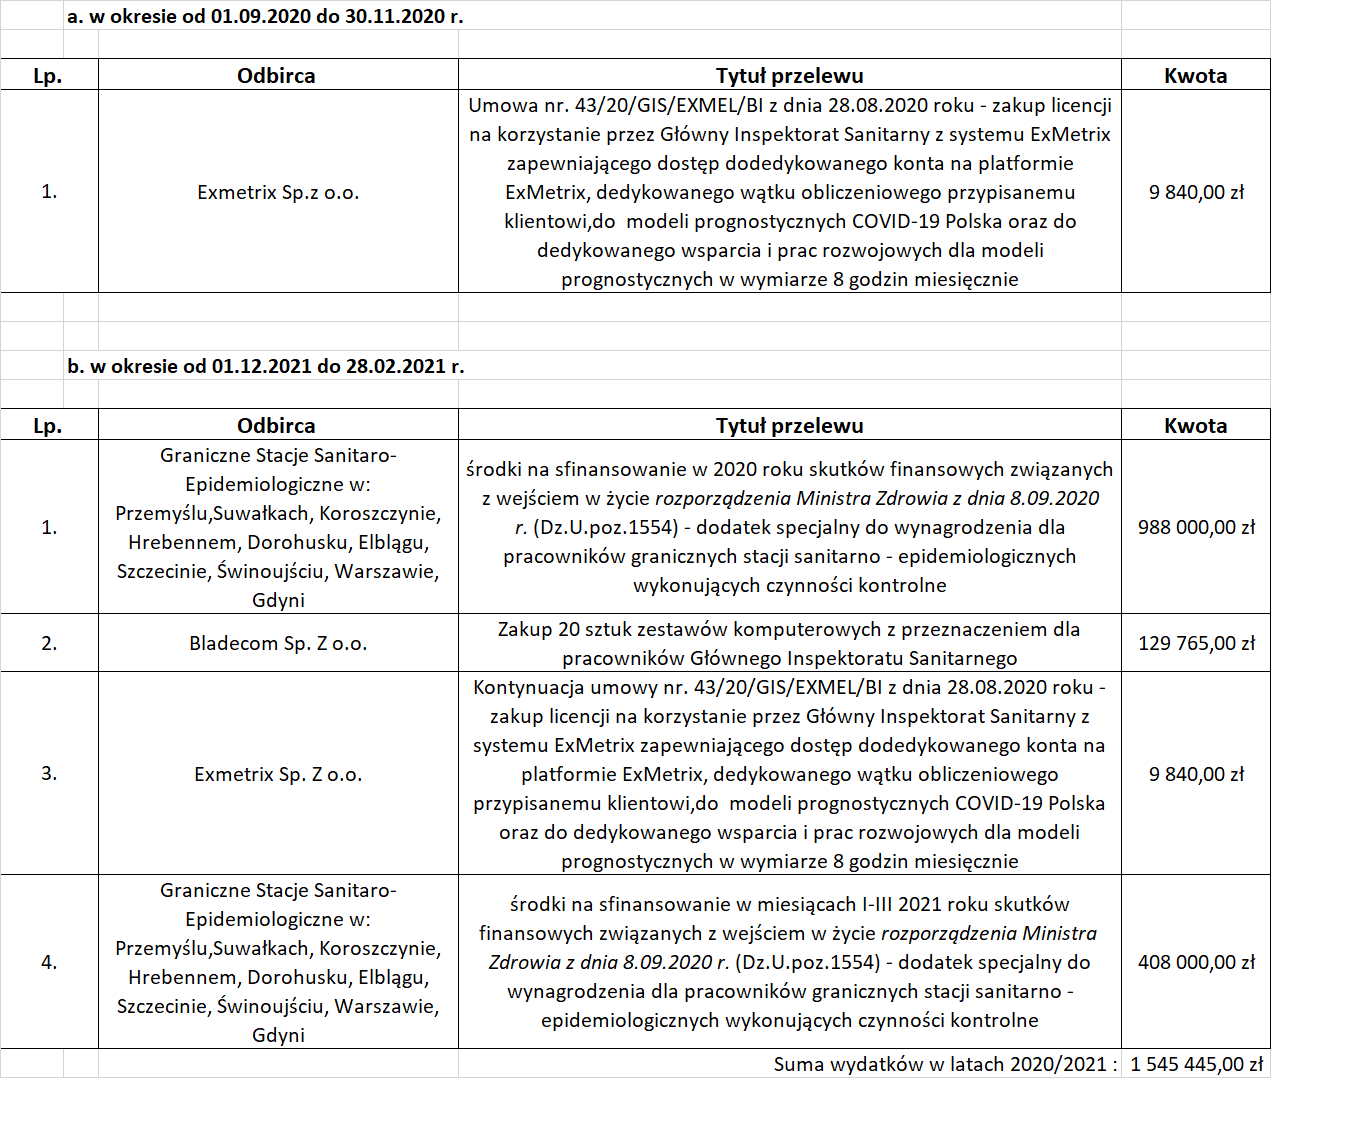 a. w okresie od 01.09.2020 do 30.11.2020 r.
Lp. Odbirca Tytuł przelewu Kwota
1. Exmetrix Sp.z o.o.
Umowa nr. 43/20/GIS/EXMEL/BI z dnia 28.08.2020 roku - zakup licencji
na korzystanie przez Główny Inspektorat Sanitarny z systemu ExMetrix
zapewniającego dostęp dodedykowanego konta na platformie
ExMetrix, dedykowanego wątku obliczeniowego przypisanemu
klientowi,do  modeli prognostycznych COVID-19 Polska oraz do
dedykowanego wsparcia i prac rozwojowych dla modeli
prognostycznych w wymiarze 8 godzin miesięcznie
9 840,00 zł
b. w okresie od 01.12.2021 do 28.02.2021 r.
Lp. Odbirca Tytuł przelewu Kwota
1.
Graniczne Stacje Sanitaro-
Epidemiologiczne w:
Przemyślu,Suwałkach, Koroszczynie,
Hrebennem, Dorohusku, Elblągu,
Szczecinie, Świnoujściu, Warszawie,
Gdyni
środki na sfinansowanie w 2020 roku skutków finansowych związanych
z wejściem w życie rozporządzenia Ministra Zdrowia z dnia 8.09.2020
r. (Dz.U.poz.1554) - dodatek specjalny do wynagrodzenia dla
pracowników granicznych stacji sanitarno - epidemiologicznych
wykonujących czynności kontrolne
988 000,00 zł
2. Bladecom Sp. Z o.o.
Zakup 20 sztuk zestawów komputerowych z przeznaczeniem dla
pracowników Głównego Inspektoratu Sanitarnego
129 765,00 zł
3. Exmetrix Sp. Z o.o.
Kontynuacja umowy nr. 43/20/GIS/EXMEL/BI z dnia 28.08.2020 roku -
zakup licencji na korzystanie przez Główny Inspektorat Sanitarny z
systemu ExMetrix zapewniającego dostęp dodedykowanego konta na
platformie ExMetrix, dedykowanego wątku obliczeniowego
przypisanemu klientowi,do  modeli prognostycznych COVID-19 Polska
oraz do dedykowanego wsparcia i prac rozwojowych dla modeli
prognostycznych w wymiarze 8 godzin miesięcznie
9 840,00 zł
4.
Graniczne Stacje Sanitaro-
Epidemiologiczne w:
Przemyślu,Suwałkach, Koroszczynie,
Hrebennem, Dorohusku, Elblągu,
Szczecinie, Świnoujściu, Warszawie,
Gdyni
środki na sfinansowanie w miesiącach I-III 2021 roku skutków
finansowych związanych z wejściem w życie rozporządzenia Ministra
Zdrowia z dnia 8.09.2020 r. (Dz.U.poz.1554) - dodatek specjalny do
wynagrodzenia dla pracowników granicznych stacji sanitarno -
epidemiologicznych wykonujących czynności kontrolne
408 000,00 zł
Suma wydatków w latach 2020/2021 : 1 545 445,00 zł